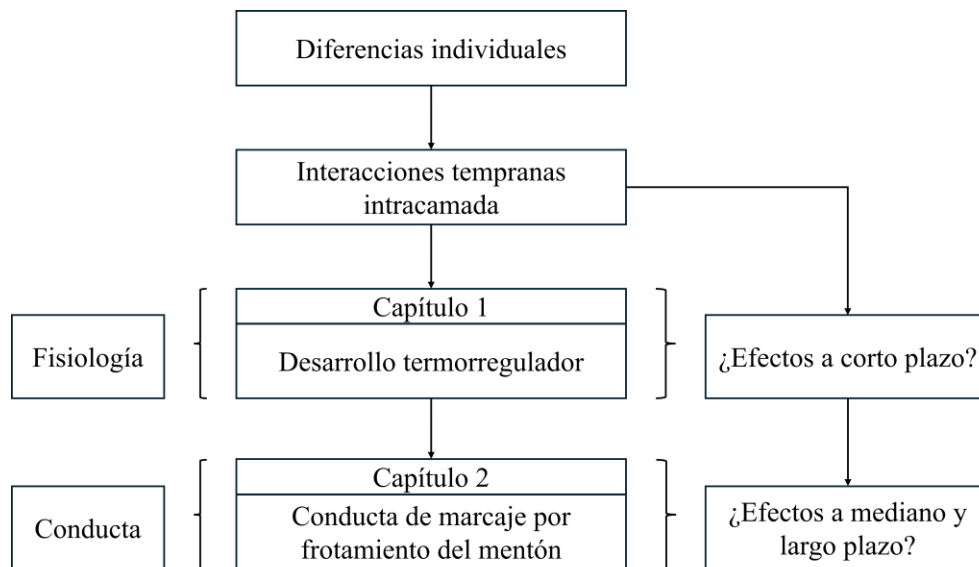 Diferencias individuales
Interacciones tempranas
intracamada
Capítulo 1
Fisiología
Desarrollo termorregulador
¿Efectos a corto plazo?
Capítulo 2
Conducta
Conducta de marcaje por
frotamiento del mentón
¿Efectos a mediano y
largo plazo?